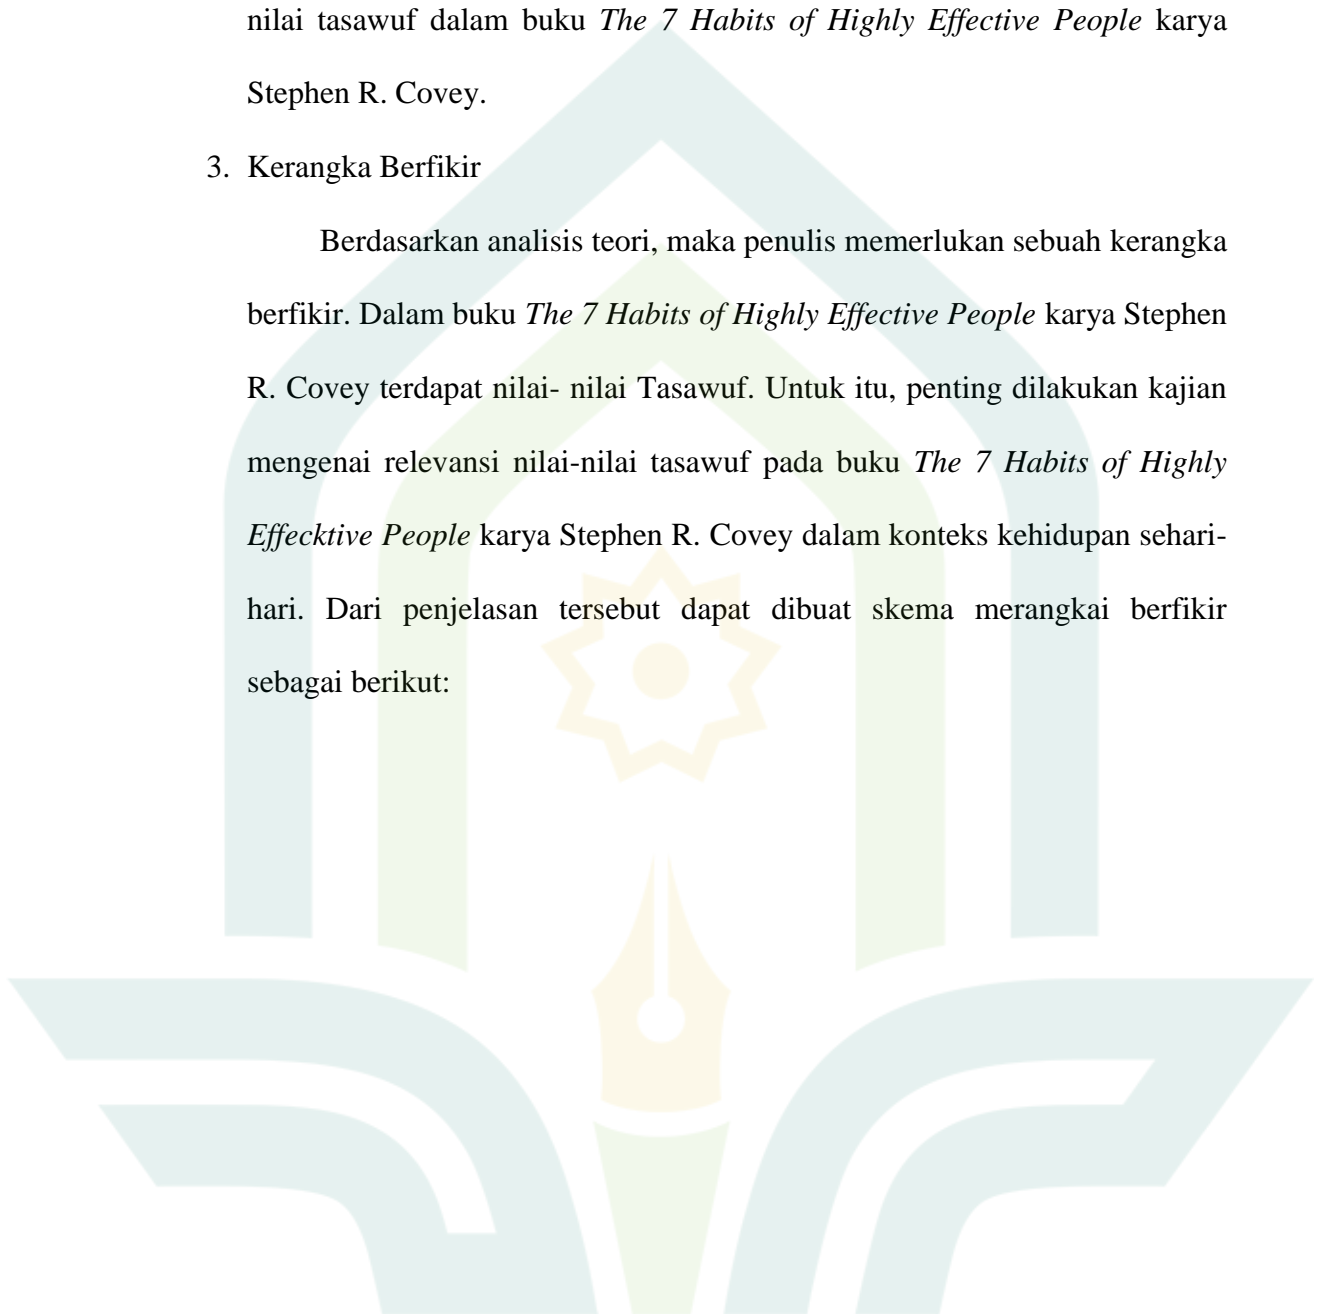 nilai tasawuf dalam buku The 7 Habits of Highly Effective People karya
Stephen R. Covey.
3. Kerangka Berfikir
Berdasarkan analisis teori, maka penulis memerlukan sebuah kerangka
berfikir. Dalam buku The 7 Habits of Highly Effective People karya Stephen
R. Covey terdapat nilai- nilai Tasawuf. Untuk itu, penting dilakukan kajian
mengenai relevansi nilai-nilai tasawuf pada buku The 7 Habits of Highly
Effecktive People karya Stephen R. Covey dalam konteks kehidupan sehari-
hari. Dari penjelasan tersebut dapat dibuat skema merangkai berfikir
sebagai berikut: